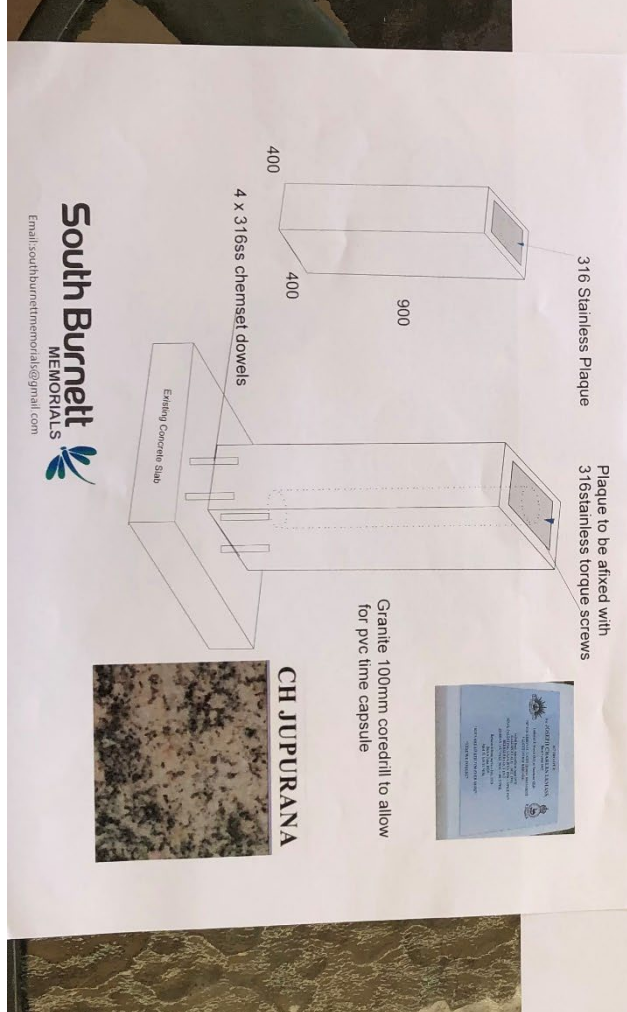 316 Stainless Plaque
Plaque to be afixed with
316stainless torque screws
400
400
900
4 x 316ss chemset dowels
Existing Concrete Slab
Granite 100mm coredrill to allow
for pvc time capsule
CH JUPURANA
South Burnett
MEMORIALS
Email:southburnettmemorials@gmail.com